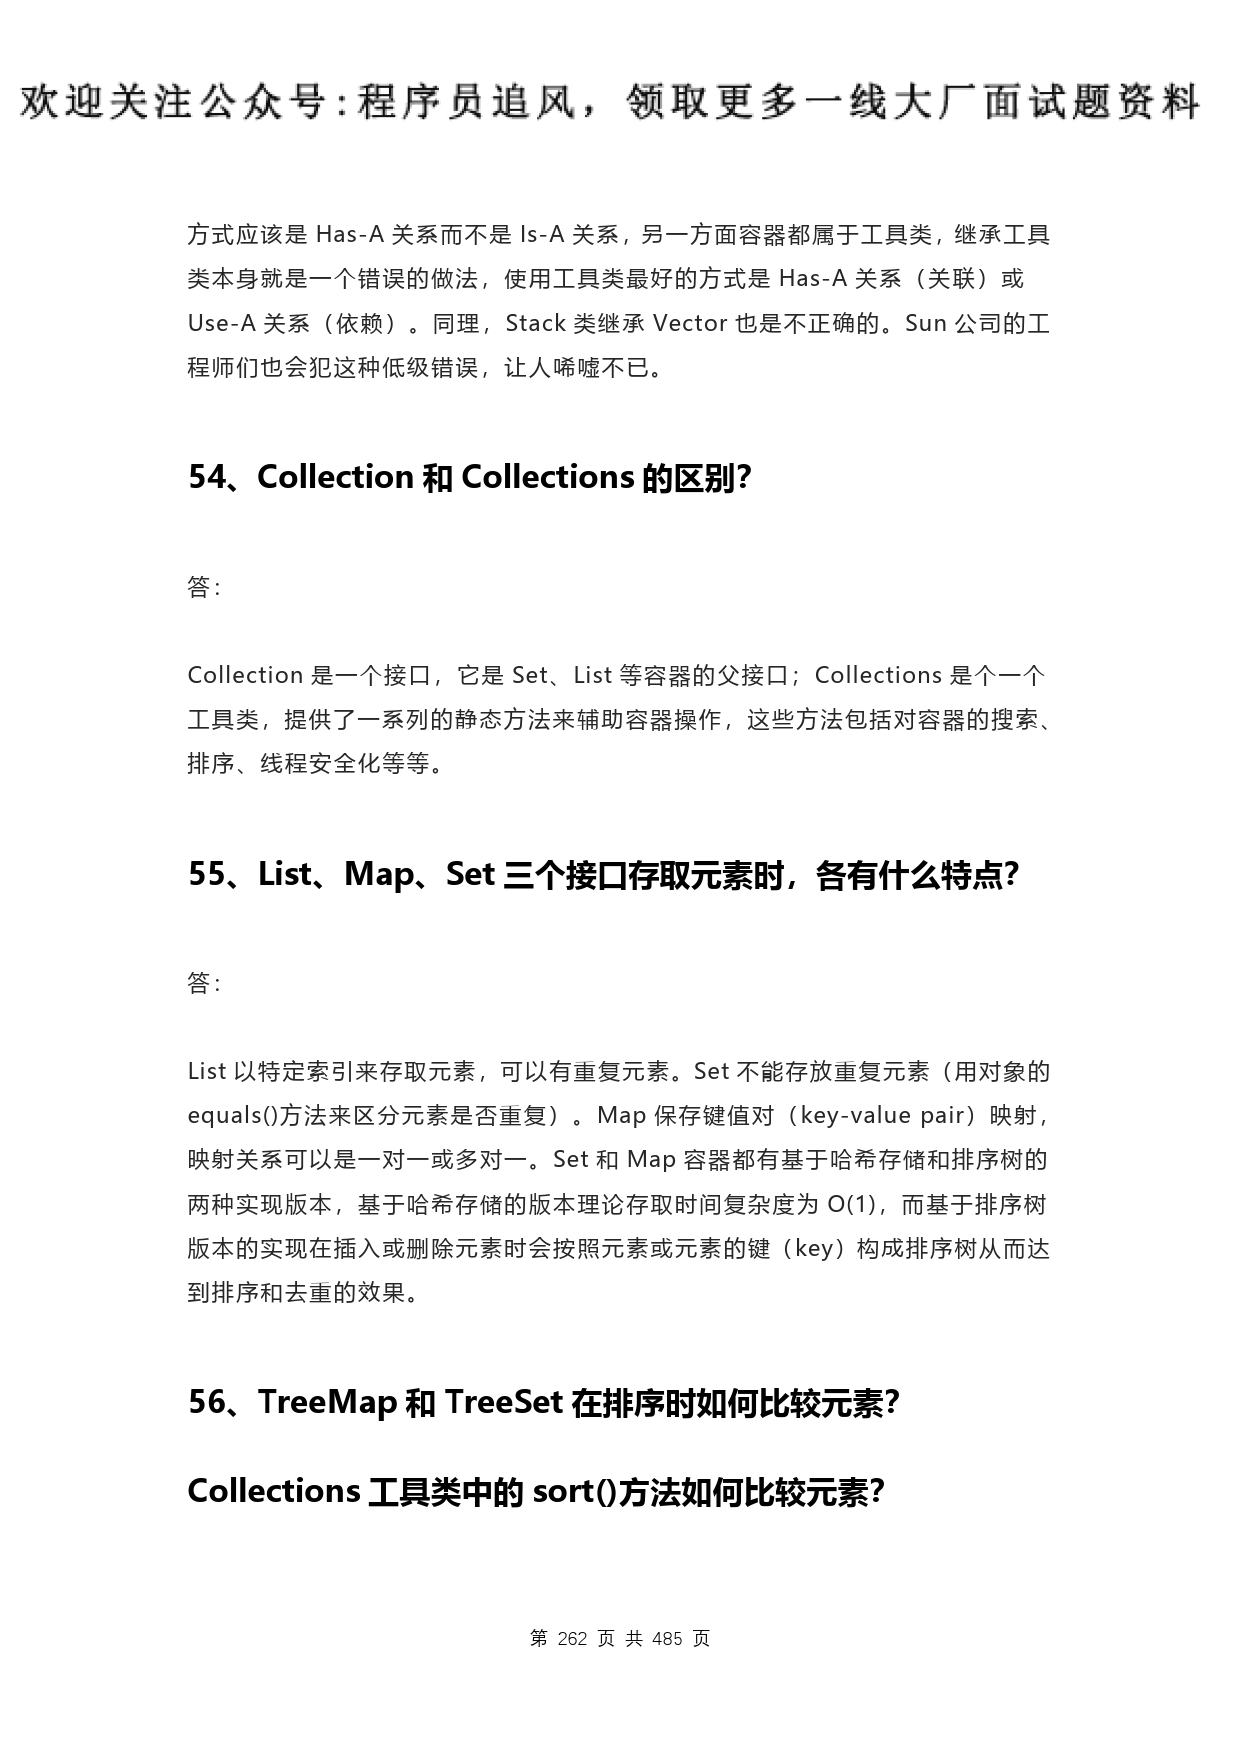 欢迎关注公众号:程序员追风，领取更多一线大厂面试题资料
方式应该是 Has-A 关系而不是 Is-A 关系，另一方面容器都属于工具类，继承工具
类本身就是一个错误的做法，使用工具类最好的方式是 Has-A 关系（关联）或
Use-A 关系（依赖）。同理，Stack 类继承 Vector 也是不正确的。Sun 公司的工
程师们也会犯这种低级错误，让人唏嘘不已。
54、Collection 和 Collections 的区别？
答：
Collection 是一个接口，它是 Set、List 等容器的父接口；Collections 是个一个
工具类，提供了一系列的静态方法来辅助容器操作，这些方法包括对容器的搜索、
排序、线程安全化等等。
55、List、Map、Set 三个接口存取元素时，各有什么特点？
答：
List 以特定索引来存取元素，可以有重复元素。Set 不能存放重复元素（用对象的
equals()方法来区分元素是否重复）。Map 保存键值对（key-value pair）映射，
映射关系可以是一对一或多对一。Set 和 Map 容器都有基于哈希存储和排序树的
两种实现版本，基于哈希存储的版本理论存取时间复杂度为 O(1)，而基于排序树
版本的实现在插入或删除元素时会按照元素或元素的键（key）构成排序树从而达
到排序和去重的效果。
56、TreeMap 和 TreeSet 在排序时如何比较元素？
Collections 工具类中的 sort()方法如何比较元素？
第 262 页 共 485 页